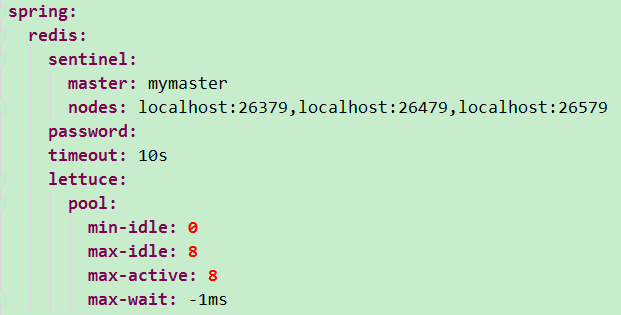 spring:
  redis:
    sentinel:
      master: mymaster
      nodes: localhost:26379,localhost:26479,localhost:26579
    password:
    timeout: 10s
    lettuce:
      pool:
        min-idle: 0
        max-idle: 8
        max-active: 8
        max-wait: -1ms